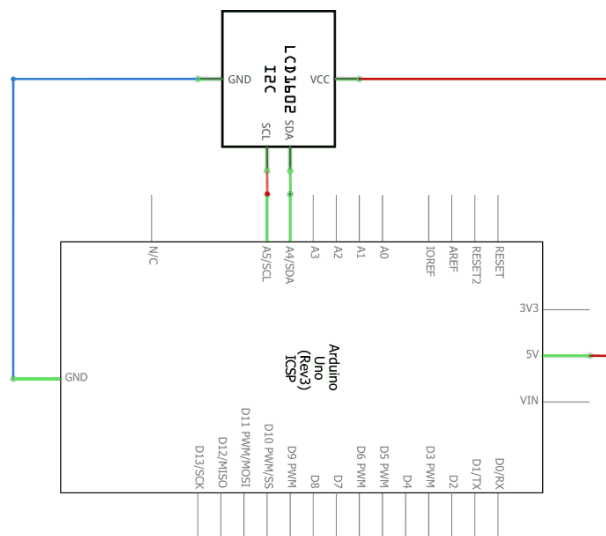 LCD1602
I2C
GND
VCC
SCL
SDA
N/C
A5/SCL
A4/SDA
A3
A2
A1
A0
IOREF
AREF
RESET2
RESET
3V3
5V
VIN
GND
Arduino
Uno
(Rev3)
ICSP
D13/SCK
D12/MISO
D11 PWM/MOSI
D10 PWM/SS
D9 PWM
D8
D7
D6 PWM
D5 PWM
D4
D3 PWM
D2
D1/TX
D0/RX